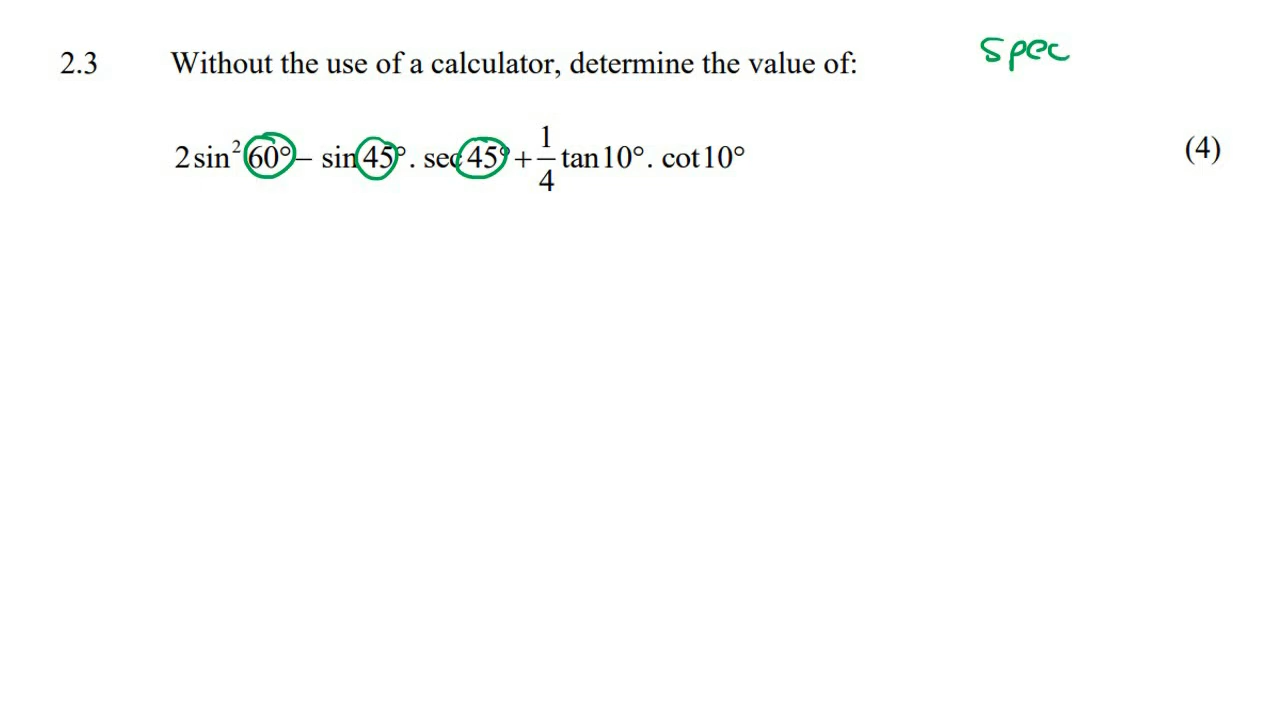 2.3 Without the use of a calculator, determine the value of: spec
2sin²60° – sin45° . sec45° + 1/4 tan10° . cot10° (4)